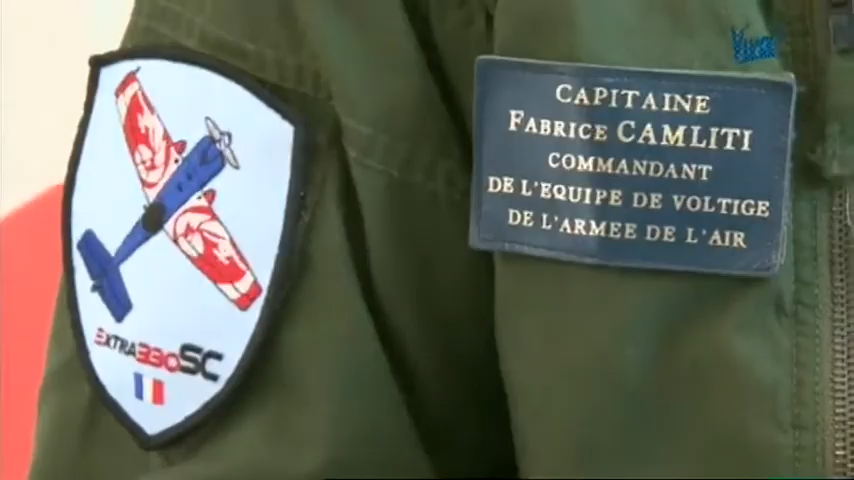 CAPITAINE
FABRICE CAMLITI
COMMANDANT
DE L'EQUIPE DE VOLTIGE
DE L'ARMEE DE L'AIR
EXTRA330SC